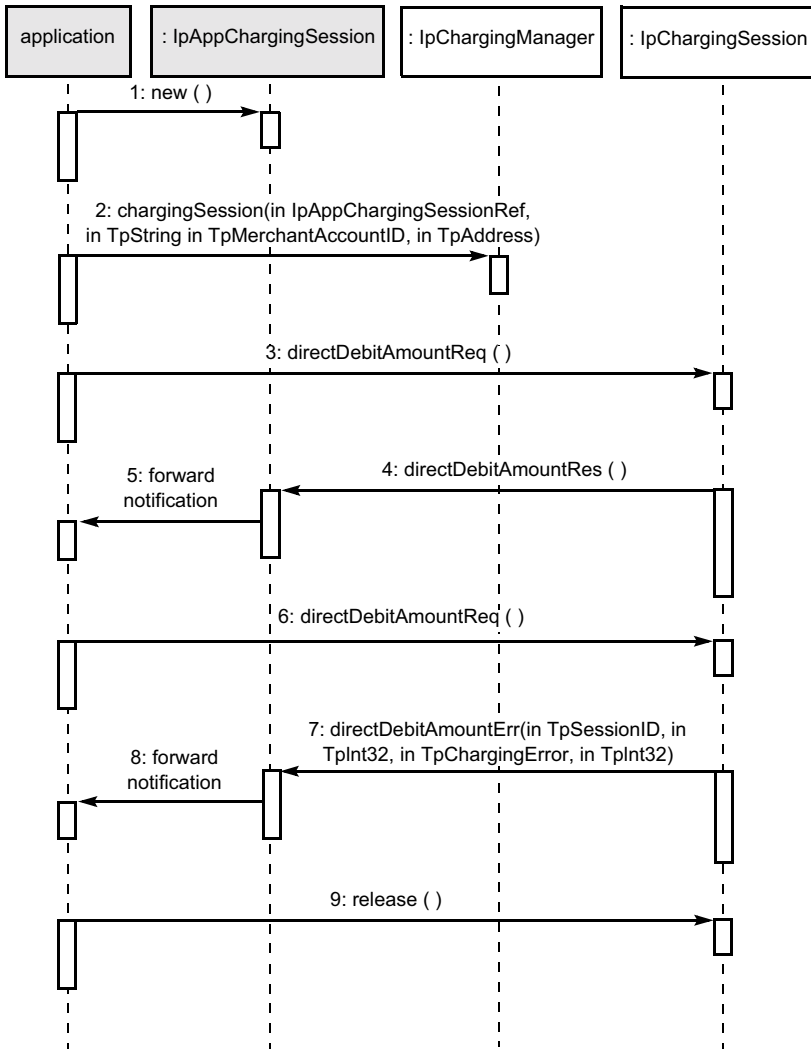 application
: IpAppChargingSession
: IpChargingManager
: IpChargingSession
1: new ( )
2: chargingSession(in IpAppChargingSessionRef,
in TpString in TpMerchantAccountID, in TpAddress)
3: directDebitAmountReq ( )
4: directDebitAmountRes ( )
5: forward
notification
6: directDebitAmountReq ( )
7: directDebitAmountErr(in TpSessionID, in
TpInt32, in TpChargingError, in TpInt32)
8: forward
notification
9: release ( )